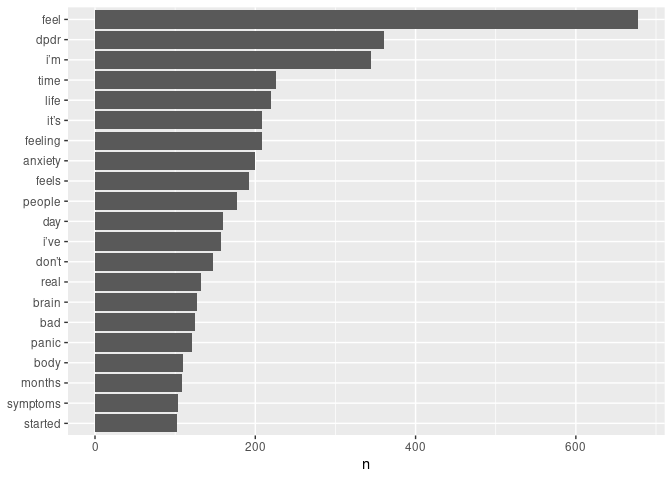 feel
dpdr
i’m
time
life
it’s
feeling
anxiety
feels
people
day
i’ve
don’t
real
brain
bad
panic
body
months
symptoms
started
0 200 400 600
n